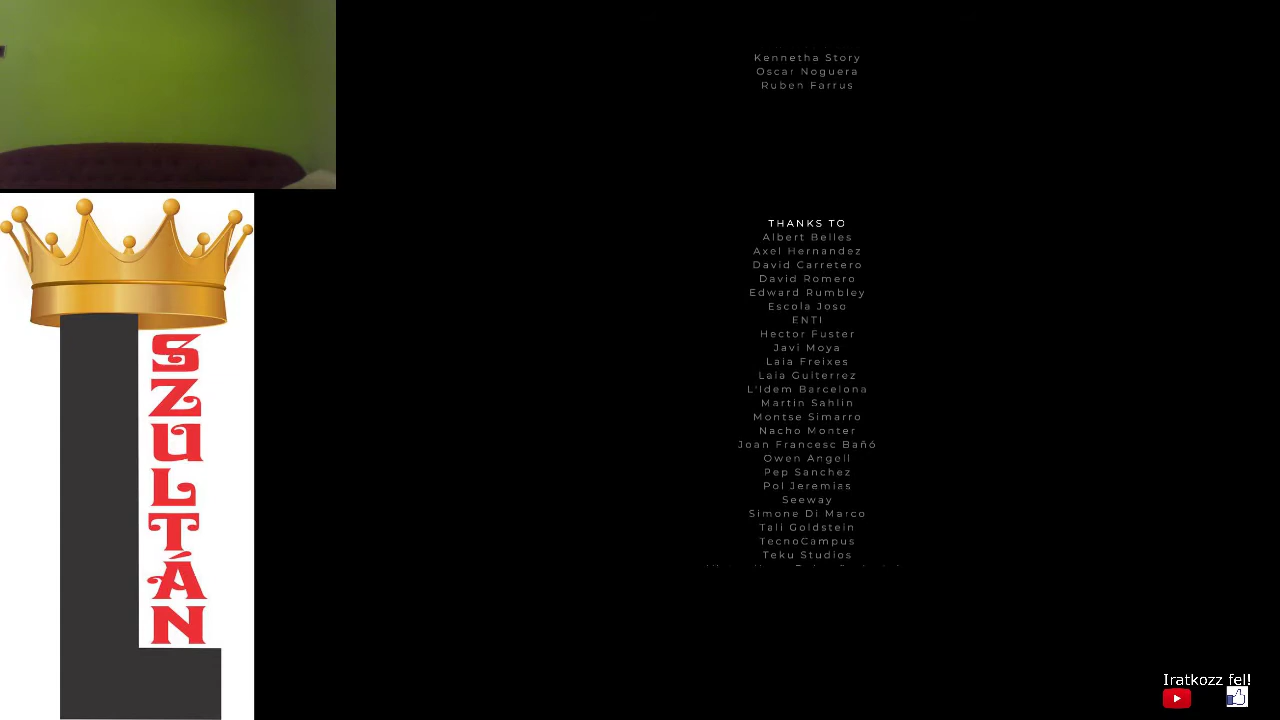 Kennetha Story
Oscar Noguera
Ruben Farrus
THANKS TO
Albert Belles
Axel Hernandez
David Carretero
David Romero
Edward Rumbley
Escola Joso
ENTI
Hector Fuster
Javi Moya
Laia Freixes
Laia Guiterrez
L'Idem Barcelona
Martin Sahlin
Montse Simarro
Nacho Monter
Joan Francesc Bañó
Owen Angell
Pep Sanchez
Pol Jeremias
Seeway
Simone Di Marco
Tali Goldstein
TecnoCampus
Teku Studios
L
SZULTÁN
Iratkozz fel!